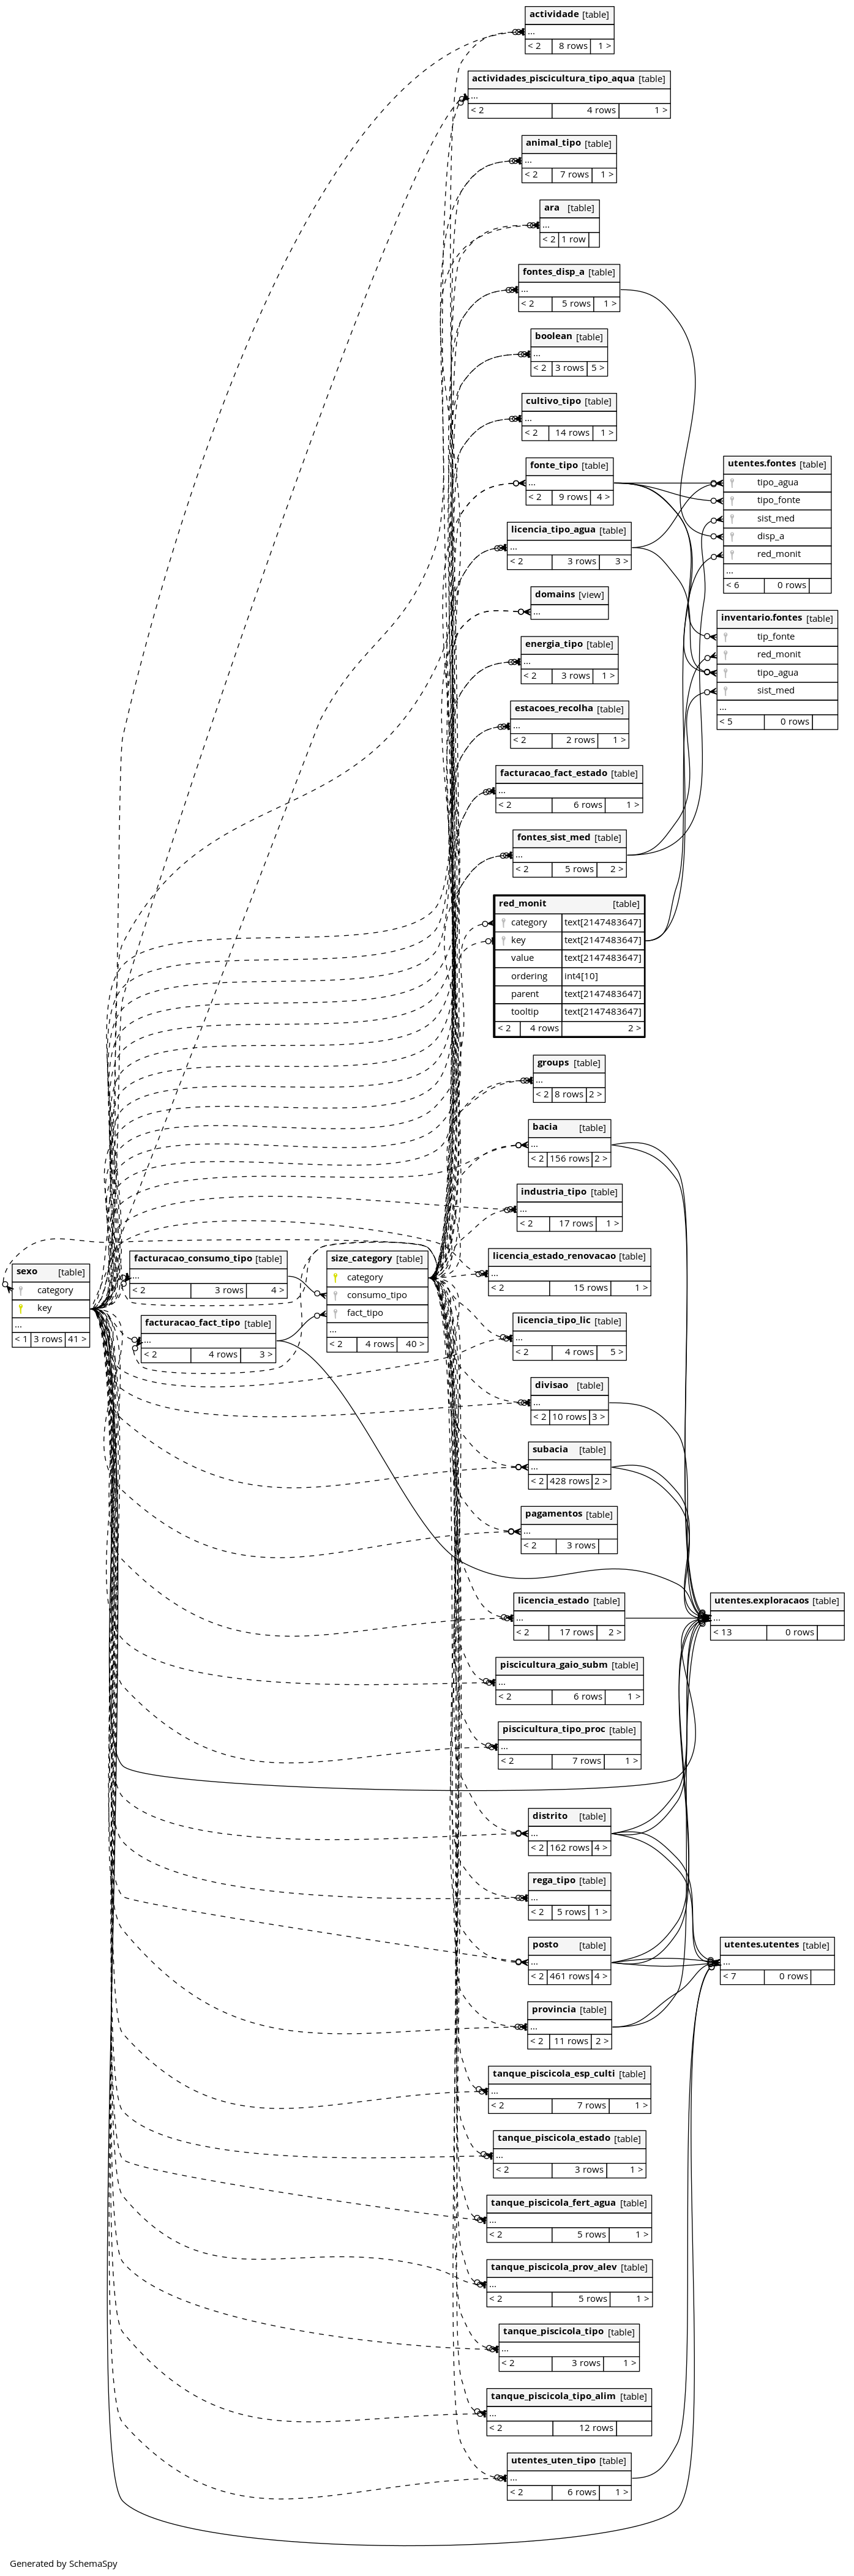 actividade [table]
...
< 2 8 rows 1 >
actividades_piscicultura_tipo_aqua [table]
...
< 2 4 rows 1 >
animal_tipo [table]
...
< 2 7 rows 1 >
ara [table]
...
< 2 1 row
fontes_disp_a [table]
...
< 2 5 rows 1 >
boolean [table]
...
< 2 3 rows 5 >
cultivo_tipo [table]
...
< 2 14 rows 1 >
fonte_tipo [table]
...
< 2 9 rows 4 >
licencia_tipo_agua [table]
...
< 2 3 rows 3 >
domains [view]
...
energia_tipo [table]
...
< 2 3 rows 1 >
estacoes_recolha [table]
...
< 2 2 rows 1 >
facturacao_fact_estado [table]
...
< 2 6 rows 1 >
fontes_sist_med [table]
...
< 2 5 rows 2 >
red_monit [table]
category text[2147483647]
key text[2147483647]
value text[2147483647]
ordering int4[10]
parent text[2147483647]
tooltip text[2147483647]
< 2 4 rows 2 >
groups [table]
...
< 2 8 rows 2 >
bacia [table]
...
< 2 156 rows 2 >
industria_tipo [table]
...
< 2 17 rows 1 >
licencia_estado_renovacao [table]
...
< 2 15 rows 1 >
licencia_tipo_lic [table]
...
< 2 4 rows 5 >
divisao [table]
...
< 2 10 rows 3 >
subacia [table]
...
< 2 428 rows 2 >
pagamentos [table]
...
< 2 3 rows
licencia_estado [table]
...
< 2 17 rows 2 >
piscicultura_gaio_subm [table]
...
< 2 6 rows 1 >
piscicultura_tipo_proc [table]
...
< 2 7 rows 1 >
distrito [table]
...
< 2 162 rows 4 >
rega_tipo [table]
...
< 2 5 rows 1 >
posto [table]
...
< 2 461 rows 4 >
provincia [table]
...
< 2 11 rows 2 >
tanque_piscicola_esp_culti [table]
...
< 2 7 rows 1 >
tanque_piscicola_estado [table]
...
< 2 3 rows 1 >
tanque_piscicola_fert_agua [table]
...
< 2 5 rows 1 >
tanque_piscicola_prov_alev [table]
...
< 2 5 rows 1 >
tanque_piscicola_tipo [table]
...
< 2 3 rows 1 >
tanque_piscicola_tipo_alim [table]
...
< 2 12 rows
utentes_uten_tipo [table]
...
< 2 6 rows 1 >
utentes.fontes [table]
tipo_agua
tipo_fonte
sist_med
disp_a
red_monit
...
< 6 0 rows
inventario.fontes [table]
tip_fonte
red_monit
tipo_agua
sist_med
...
< 5 0 rows
sexo [table]
category
key
...
< 1 3 rows 41 >
facturacao_consumo_tipo [table]
...
< 2 3 rows 4 >
facturacao_fact_tipo [table]
...
< 2 4 rows 3 >
size_category [table]
category
consumo_tipo
fact_tipo
...
< 2 4 rows 40 >
utentes.exploracaos [table]
...
< 13 0 rows
utentes.utentes [table]
...
< 7 0 rows
Generated by SchemaSpy